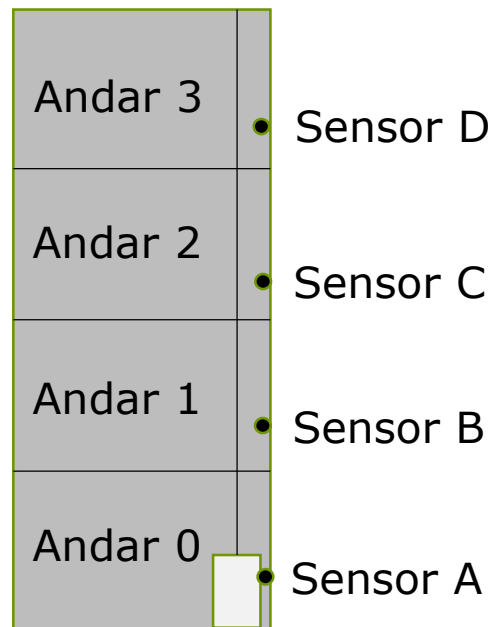 Andar 3
Sensor D
Andar 2
Sensor C
Andar 1
Sensor B
Andar 0
Sensor A